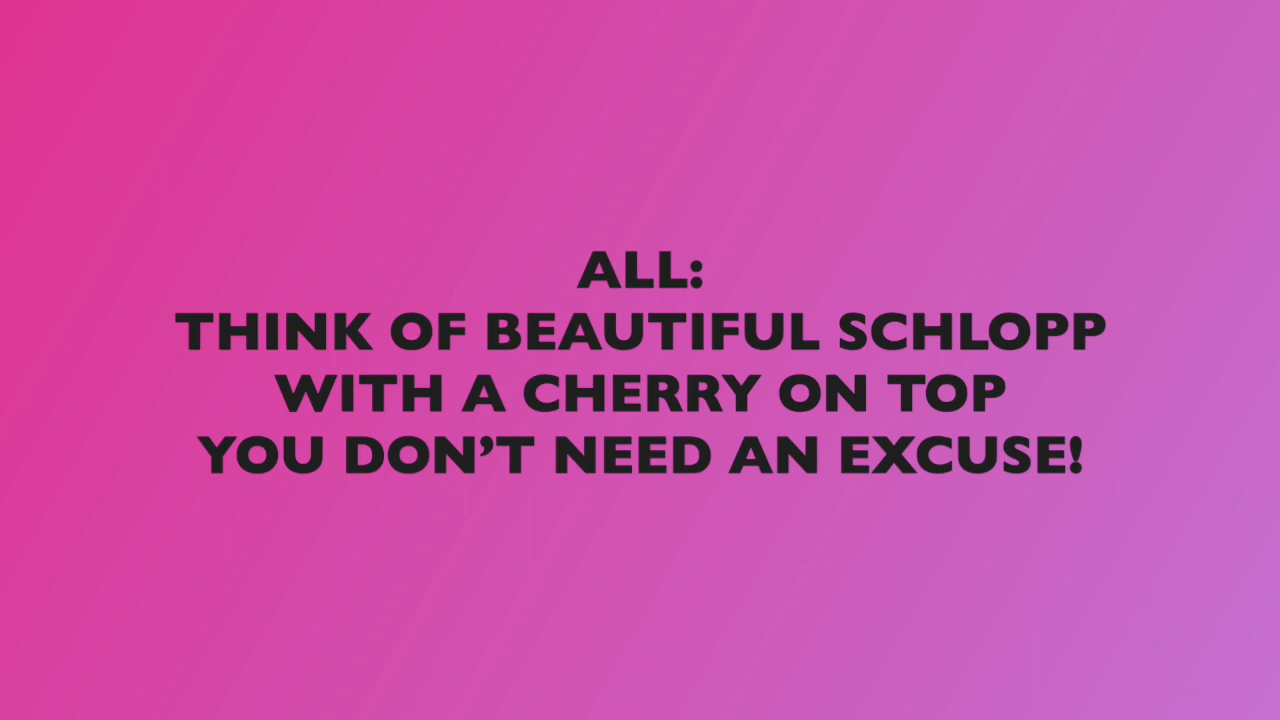 ALL:
THINK OF BEAUTIFUL SCHLOPP
WITH A CHERRY ON TOP
YOU DON’T NEED AN EXCUSE!